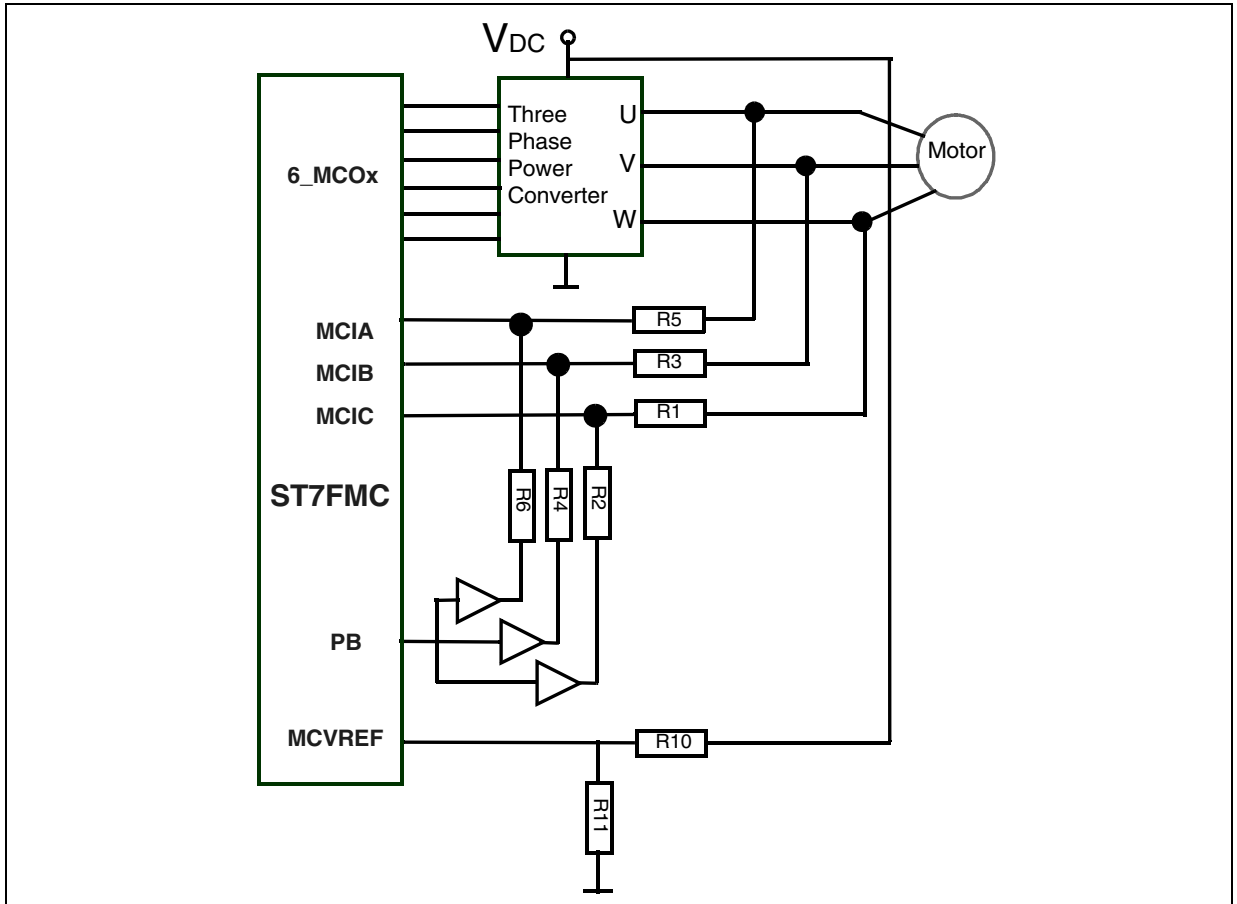 VDC
Three
Phase
Power
Converter
U
V
W
Motor
6_MCOx
MCIA
MCIB
MCIC
R5
R3
R1
ST7FMC
R6
R4
R2
PB
MCVREF
R10
R11